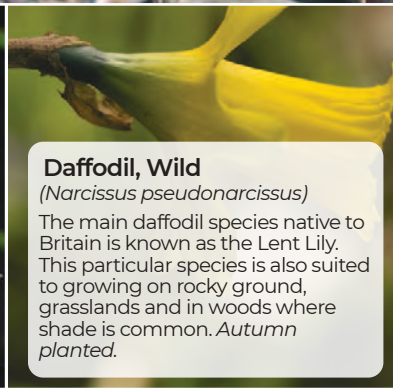 Daffodil, Wild
(Narcissus pseudonarcissus)
The main daffodil species native to
Britain is known as the Lent Lily.
This particular species is also suited
to growing on rocky ground,
grasslands and in woods where
shade is common. Autumn
planted.